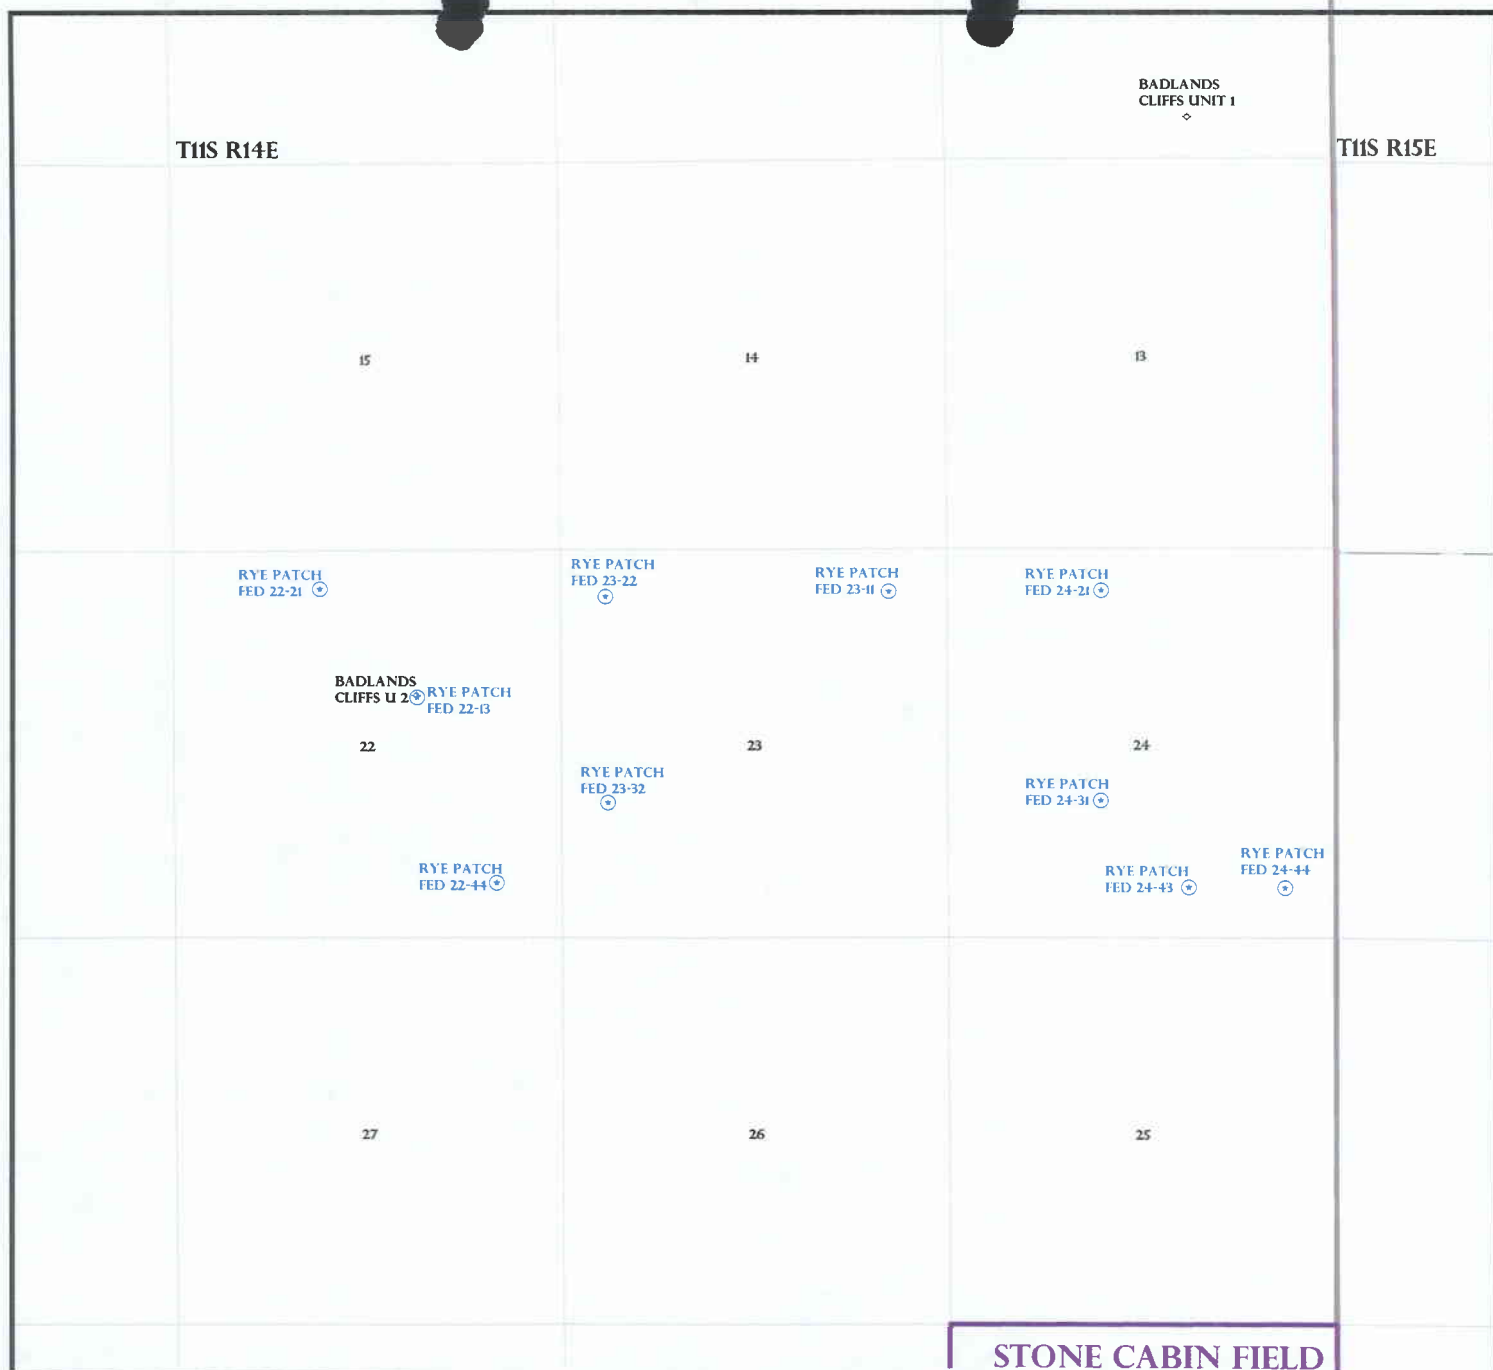 BADLANDS
CLIFFS UNIT 1
T11S R14E
T11S R15E
15
14
13
RYE PATCH
FED 22-21
RYE PATCH
FED 23-22
RYE PATCH
FED 23-11
RYE PATCH
FED 24-21
BADLANDS
CLIFFS U 2
RYE PATCH
FED 22-13
22
23
24
RYE PATCH
FED 23-32
RYE PATCH
FED 24-31
RYE PATCH
FED 22-44
RYE PATCH
FED 24-43
RYE PATCH
FED 24-44
27
26
25
STONE CABIN FIELD